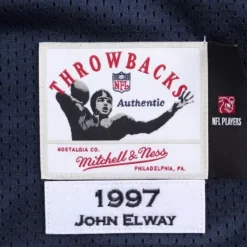 THROWBACKS
NFL
Authentic
NFL PLAYERS
NOSTALGIA CO.
Mitchell & Ness
PHILADELPHIA, PA.
1997
JOHN ELWAY